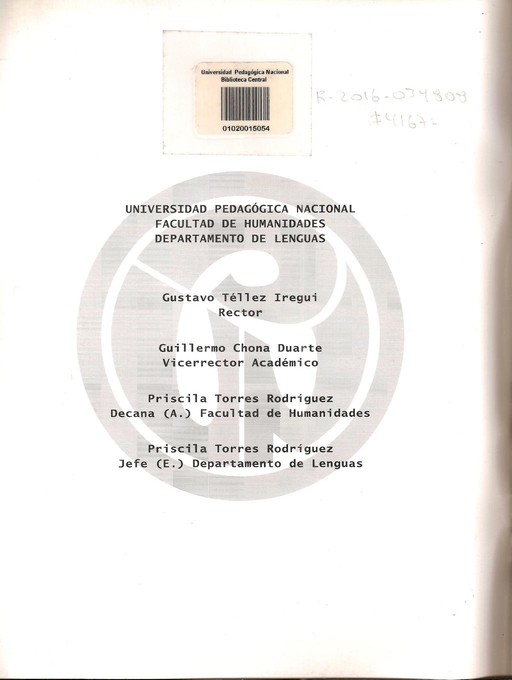 Universidad Pedagógica Nacional
Biblioteca Central
01020015054
R-2016-034809
$4167=
UNIVERSIDAD PEDAGÓGICA NACIONAL
FACULTAD DE HUMANIDADES
DEPARTAMENTO DE LENGUAS
Gustavo Téllez Iregui
Rector
Guillermo Chona Duarte
Vicerrector Académico
Priscila Torres Rodríguez
Decana (A.) Facultad de Humanidades
Priscila Torres Rodríguez
Jefe (E.) Departamento de Lenguas